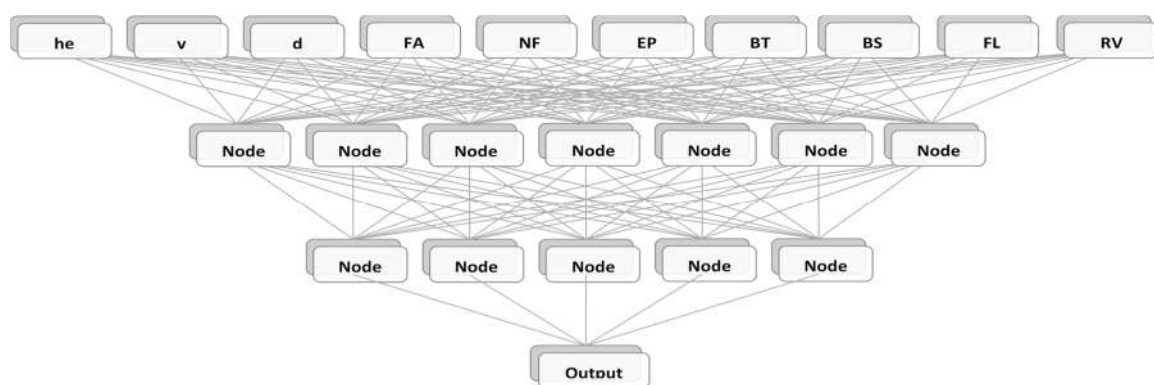 he v d FA NF EP BT BS FL RV
Node Node Node Node Node Node Node
Node Node Node Node Node
Output